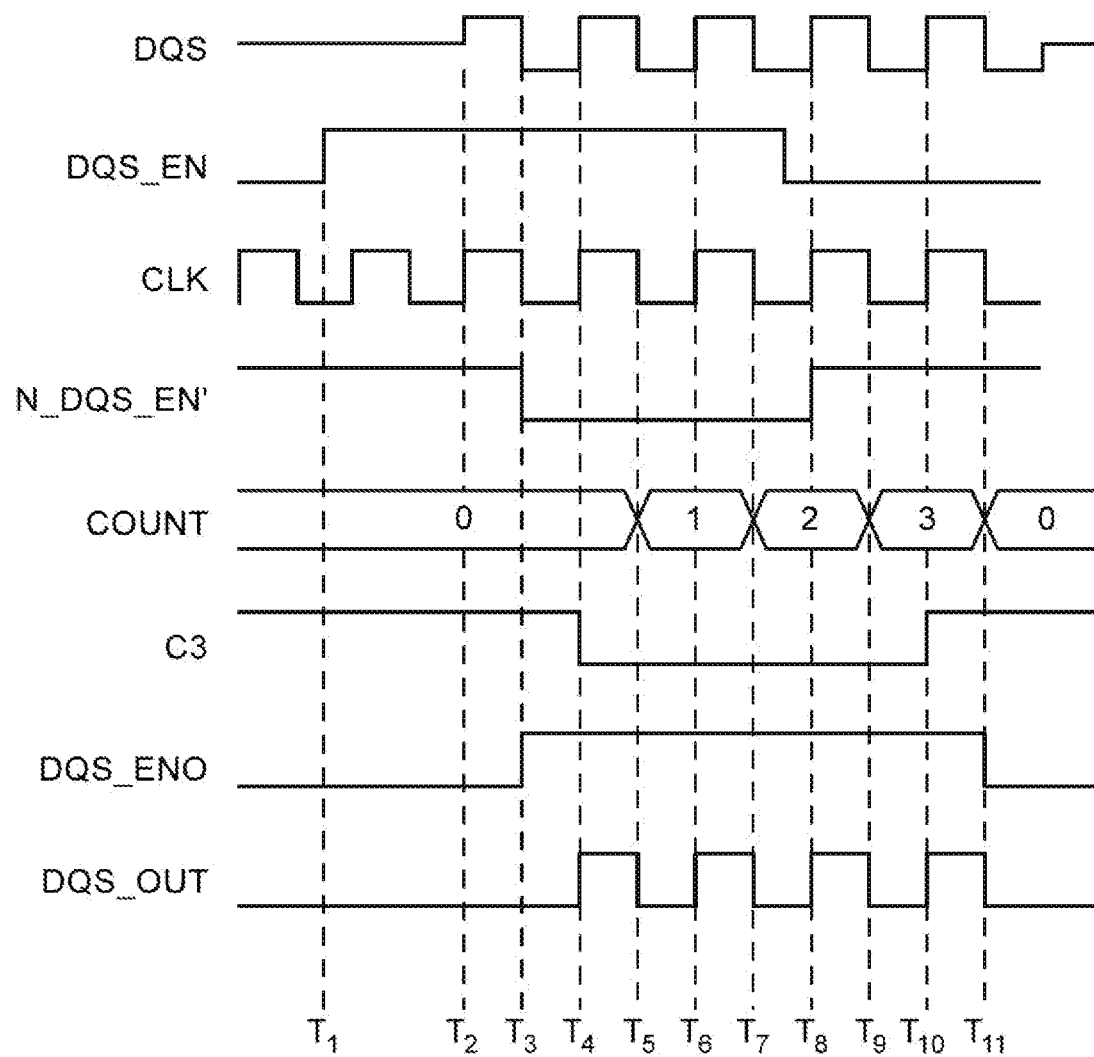 DQS
DQS_EN
CLK
N_DQS_EN'
COUNT 0 1 2 3 0
C3
DQS_ENO
DQS_OUT
T1 T2 T3 T4 T5 T6 T7 T8 T9 T10 T11